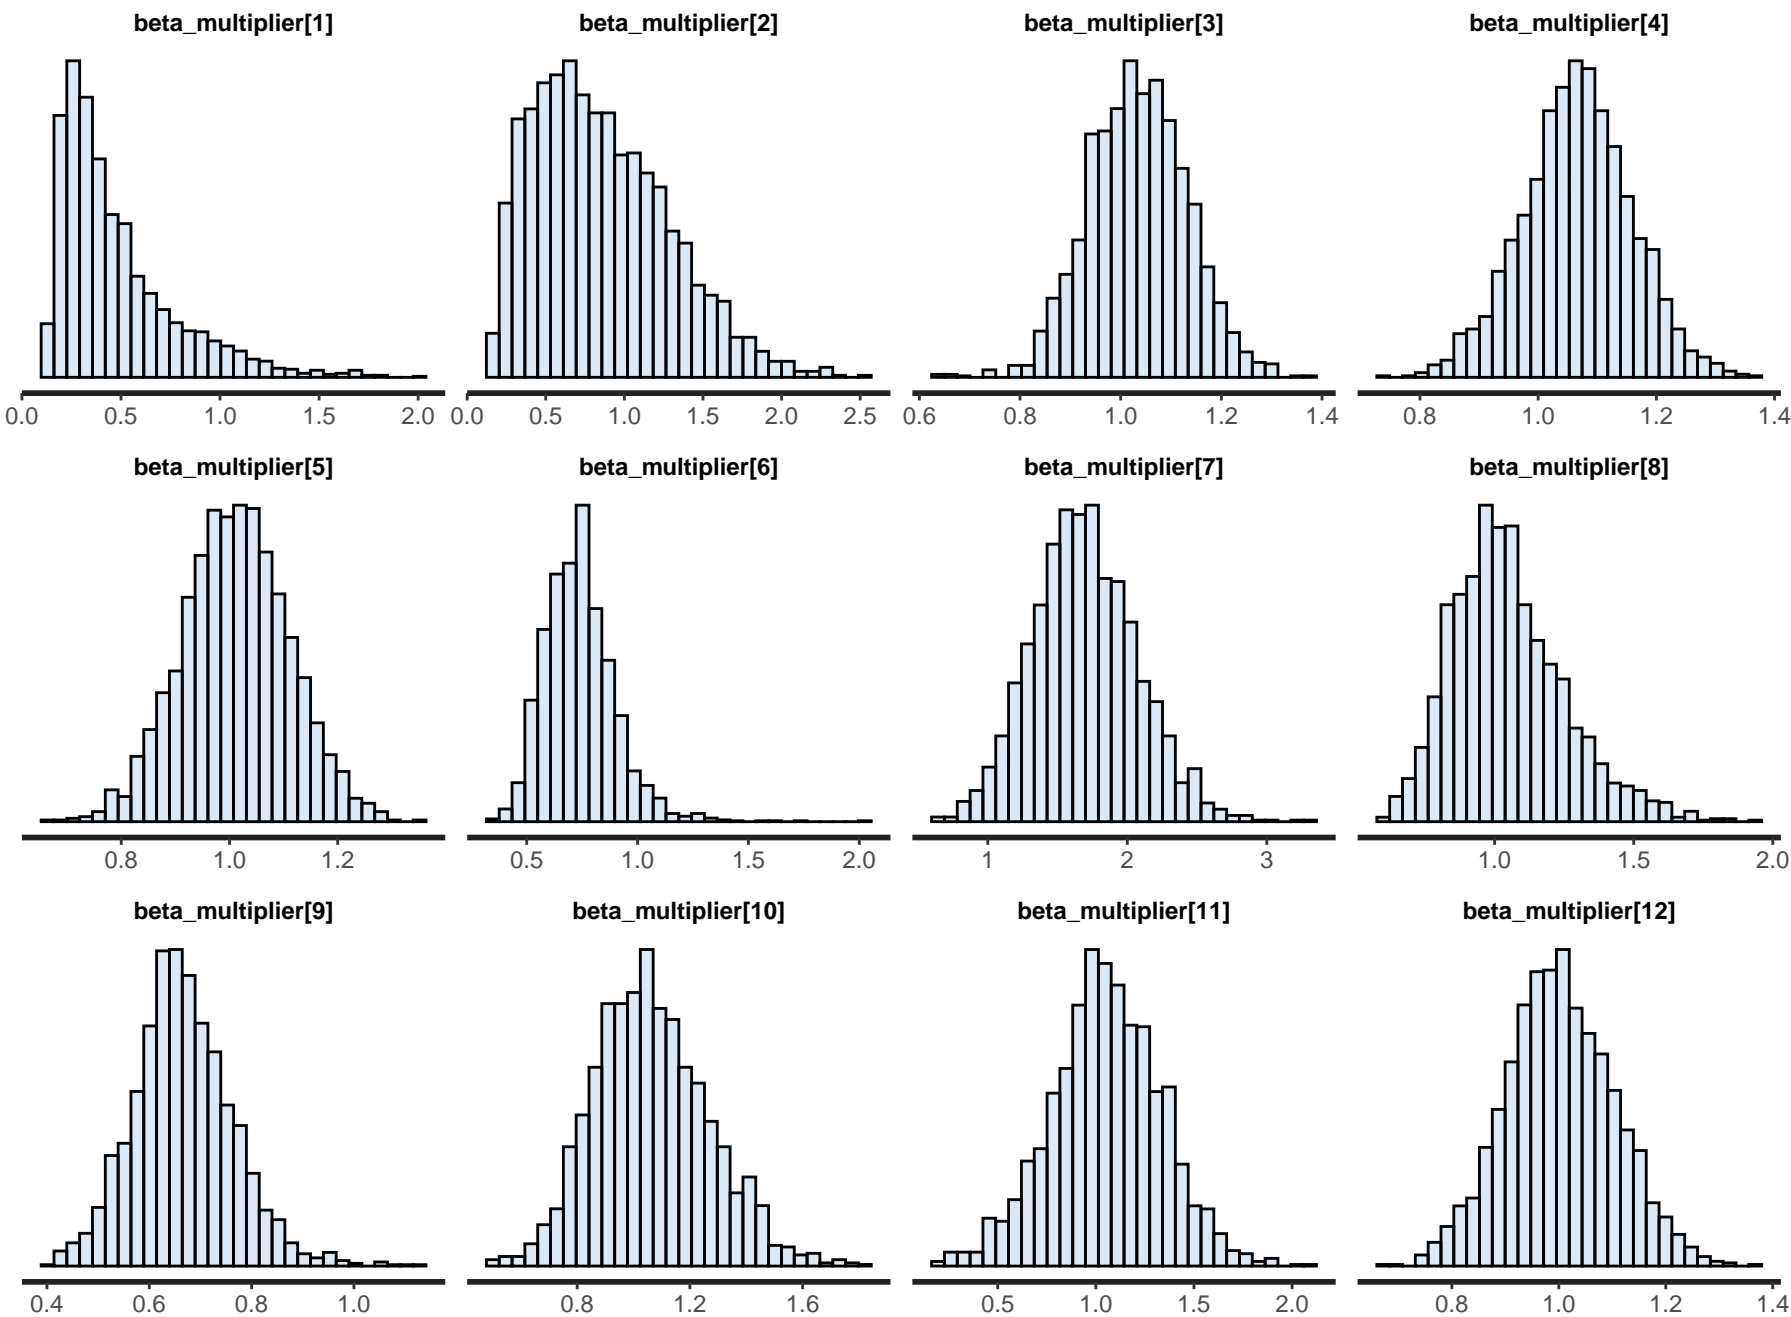 beta_multiplier[1] beta_multiplier[2] beta_multiplier[3] beta_multiplier[4]
0.0 0.5 1.0 1.5 2.0 0.0 0.5 1.0 1.5 2.0 2.5 0.6 0.8 1.0 1.2 1.4 0.8 1.0 1.2 1.4
beta_multiplier[5] beta_multiplier[6] beta_multiplier[7] beta_multiplier[8]
0.8 1.0 1.2 0.5 1.0 1.5 2.0 1 2 3 1.0 1.5 2.0
beta_multiplier[9] beta_multiplier[10] beta_multiplier[11] beta_multiplier[12]
0.4 0.6 0.8 1.0 0.8 1.2 1.6 0.5 1.0 1.5 2.0 0.8 1.0 1.2 1.4